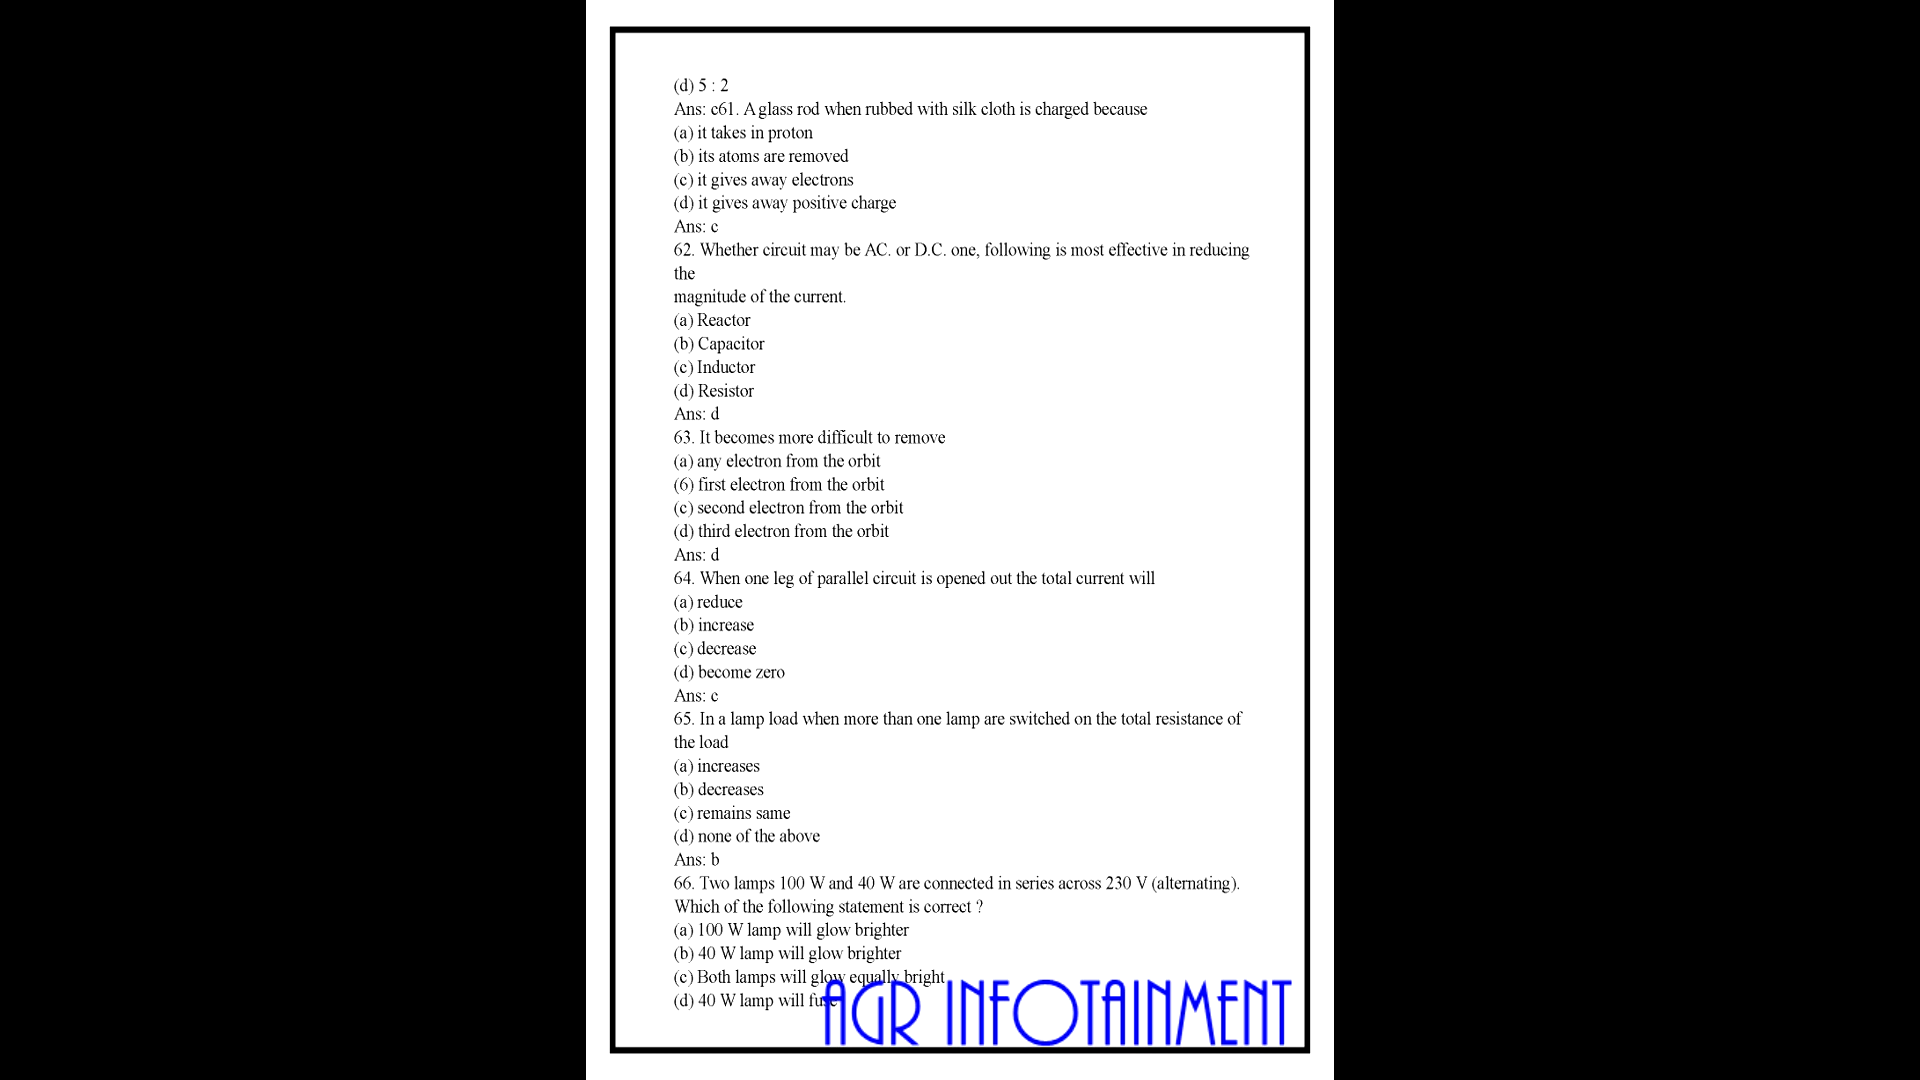 (d) 5 : 2
Ans: c61. A glass rod when rubbed with silk cloth is charged because
(a) it takes in proton
(b) its atoms are removed
(c) it gives away electrons
(d) it gives away positive charge
Ans: c
62. Whether circuit may be AC. or D.C. one, following is most effective in reducing
the
magnitude of the current.
(a) Reactor
(b) Capacitor
(c) Inductor
(d) Resistor
Ans: d
63. It becomes more difficult to remove
(a) any electron from the orbit
(6) first electron from the orbit
(c) second electron from the orbit
(d) third electron from the orbit
Ans: d
64. When one leg of parallel circuit is opened out the total current will
(a) reduce
(b) increase
(c) decrease
(d) become zero
Ans: c
65. In a lamp load when more than one lamp are switched on the total resistance of
the load
(a) increases
(b) decreases
(c) remains same
(d) none of the above
Ans: b
66. Two lamps 100 W and 40 W are connected in series across 230 V (alternating).
Which of the following statement is correct ?
(a) 100 W lamp will glow brighter
(b) 40 W lamp will glow brighter
(c) Both lamps will glow equally bright
(d) 40 W lamp will fuse
AGR INFOTAINMENT